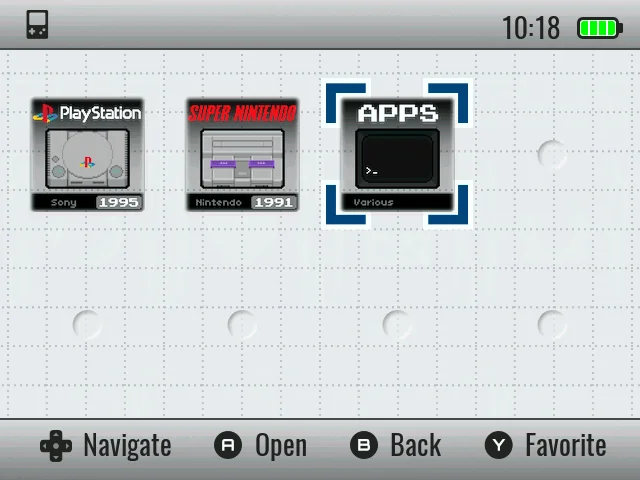 10:18
PlayStation
SUPER NINTENDO
APPS
>_
Sony 1995
Nintendo 1991
Various
A B Y
Navigate Open Back Favorite